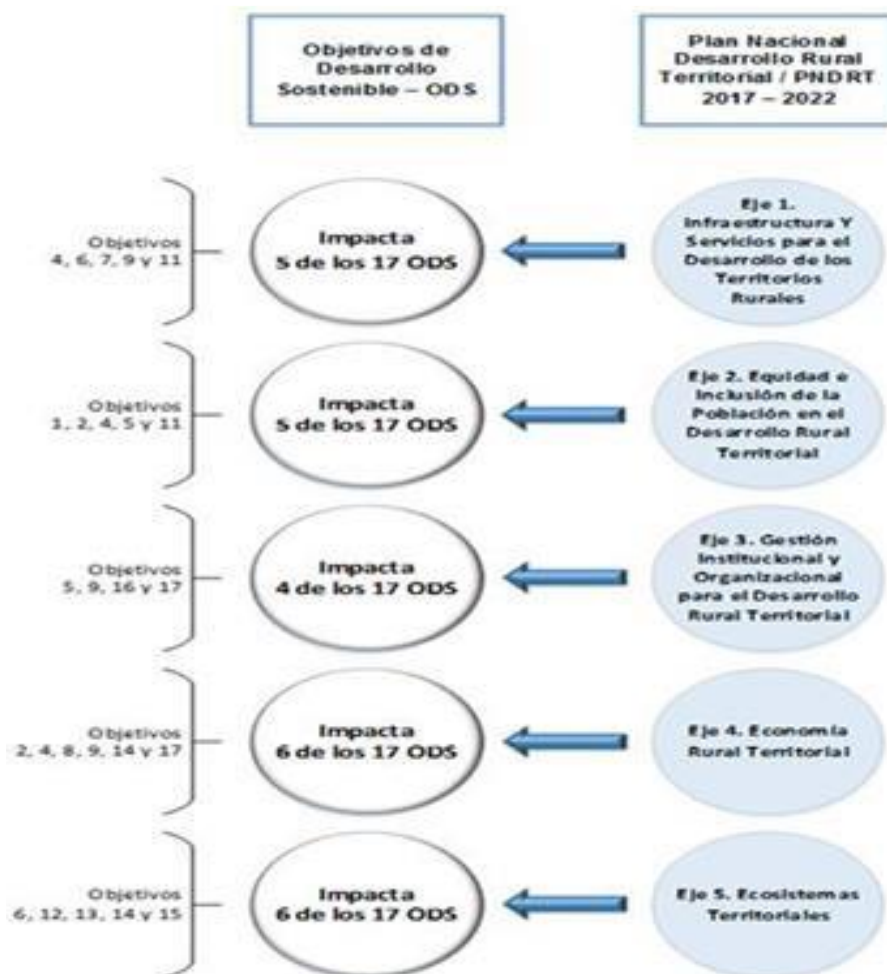 Objetivos de
Desarrollo
Sostenible – ODS
Plan Nacional
Desarrollo Rural
Territorial / PNDRT
2017 – 2022
Objetivos
4, 6, 7, 9 y 11
Impacta
5 de los 17 ODS
Eje 1.
Infraestructura Y
Servicios para el
Desarrollo de los
Territorios
Rurales
Objetivos
1, 2, 4, 5 y 11
Impacta
5 de los 17 ODS
Eje 2. Equidad e
Inclusión de la
Población en el
Desarrollo Rural
Territorial
Objetivos
5, 9, 16 y 17
Impacta
4 de los 17 ODS
Eje 3. Gestión
Institucional y
Organizacional
para el Desarrollo
Rural Territorial
Objetivos
2, 4, 8, 9, 14 y 17
Impacta
6 de los 17 ODS
Eje 4. Economía
Rural Territorial
Objetivos
6, 12, 13, 14 y 15
Impacta
6 de los 17 ODS
Eje 5. Ecosistemas
Territoriales